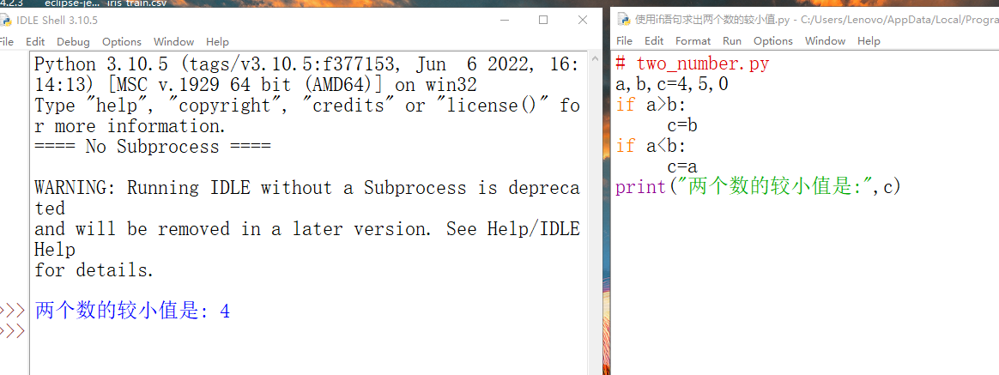 4.2.3 eclipse-je... iris train.csv
IDLE Shell 3.10.5
File Edit Debug Options Window Help
Python 3.10.5 (tags/v3.10.5:f377153, Jun 6 2022, 16:
14:13) [MSC v.1929 64 bit (AMD64)] on win32
Type "help", "copyright", "credits" or "license()" fo
r more information.
==== No Subprocess ====
WARNING: Running IDLE without a Subprocess is depreca
ted
and will be removed in a later version. See Help/IDLE
Help
for details.
>>> 两个数的较小值是: 4
>>>
使用if语句求出两个数的较小值.py - C:/Users/Lenovo/AppData/Local/Progra
File Edit Format Run Options Window Help
# two_number.py
a,b,c=4,5,0
if a>b:
c=b
if a<b:
c=a
print("两个数的较小值是:",c)